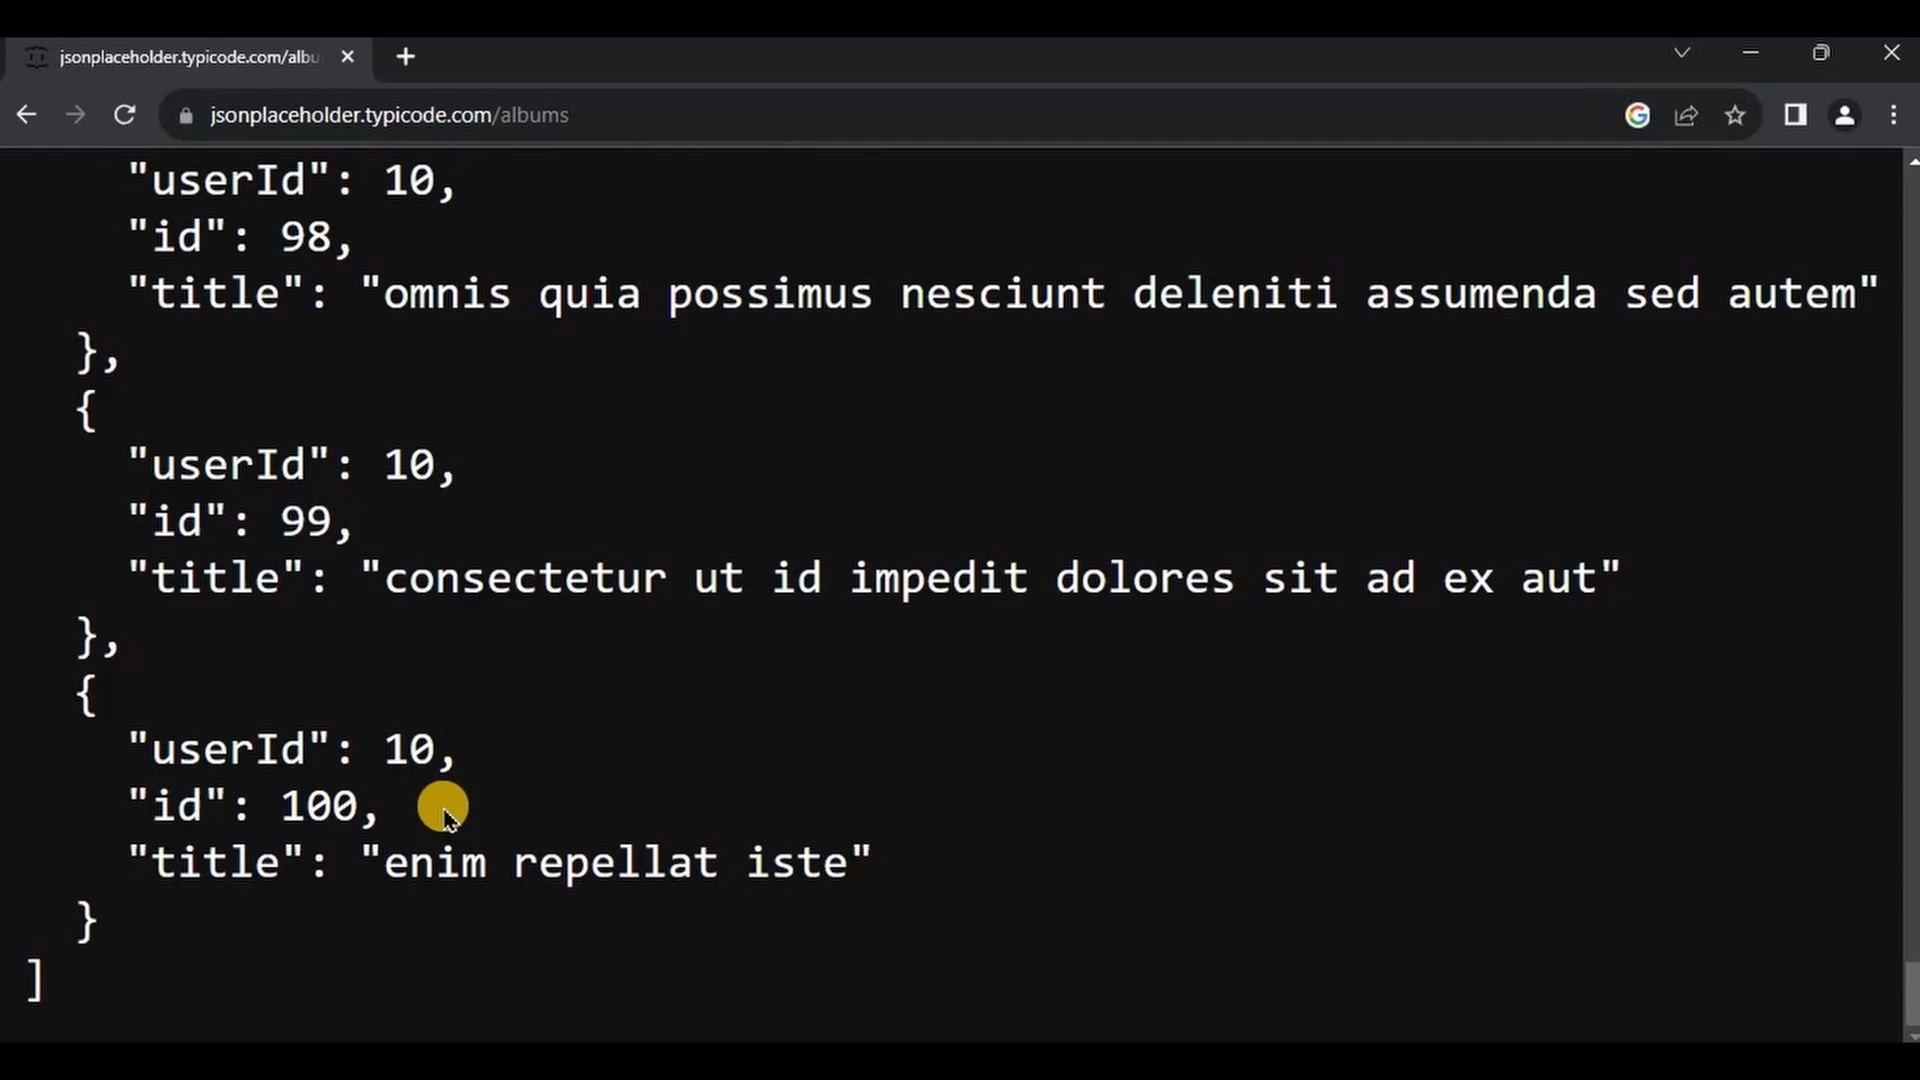 jsonplaceholder.typicode.com/albu
jsonplaceholder.typicode.com/albums
"userId": 10,
"id": 98,
"title": "omnis quia possimus nesciunt deleniti assumenda sed autem"
},
{
"userId": 10,
"id": 99,
"title": "consectetur ut id impedit dolores sit ad ex aut"
},
{
"userId": 10,
"id": 100,
"title": "enim repellat iste"
}
]